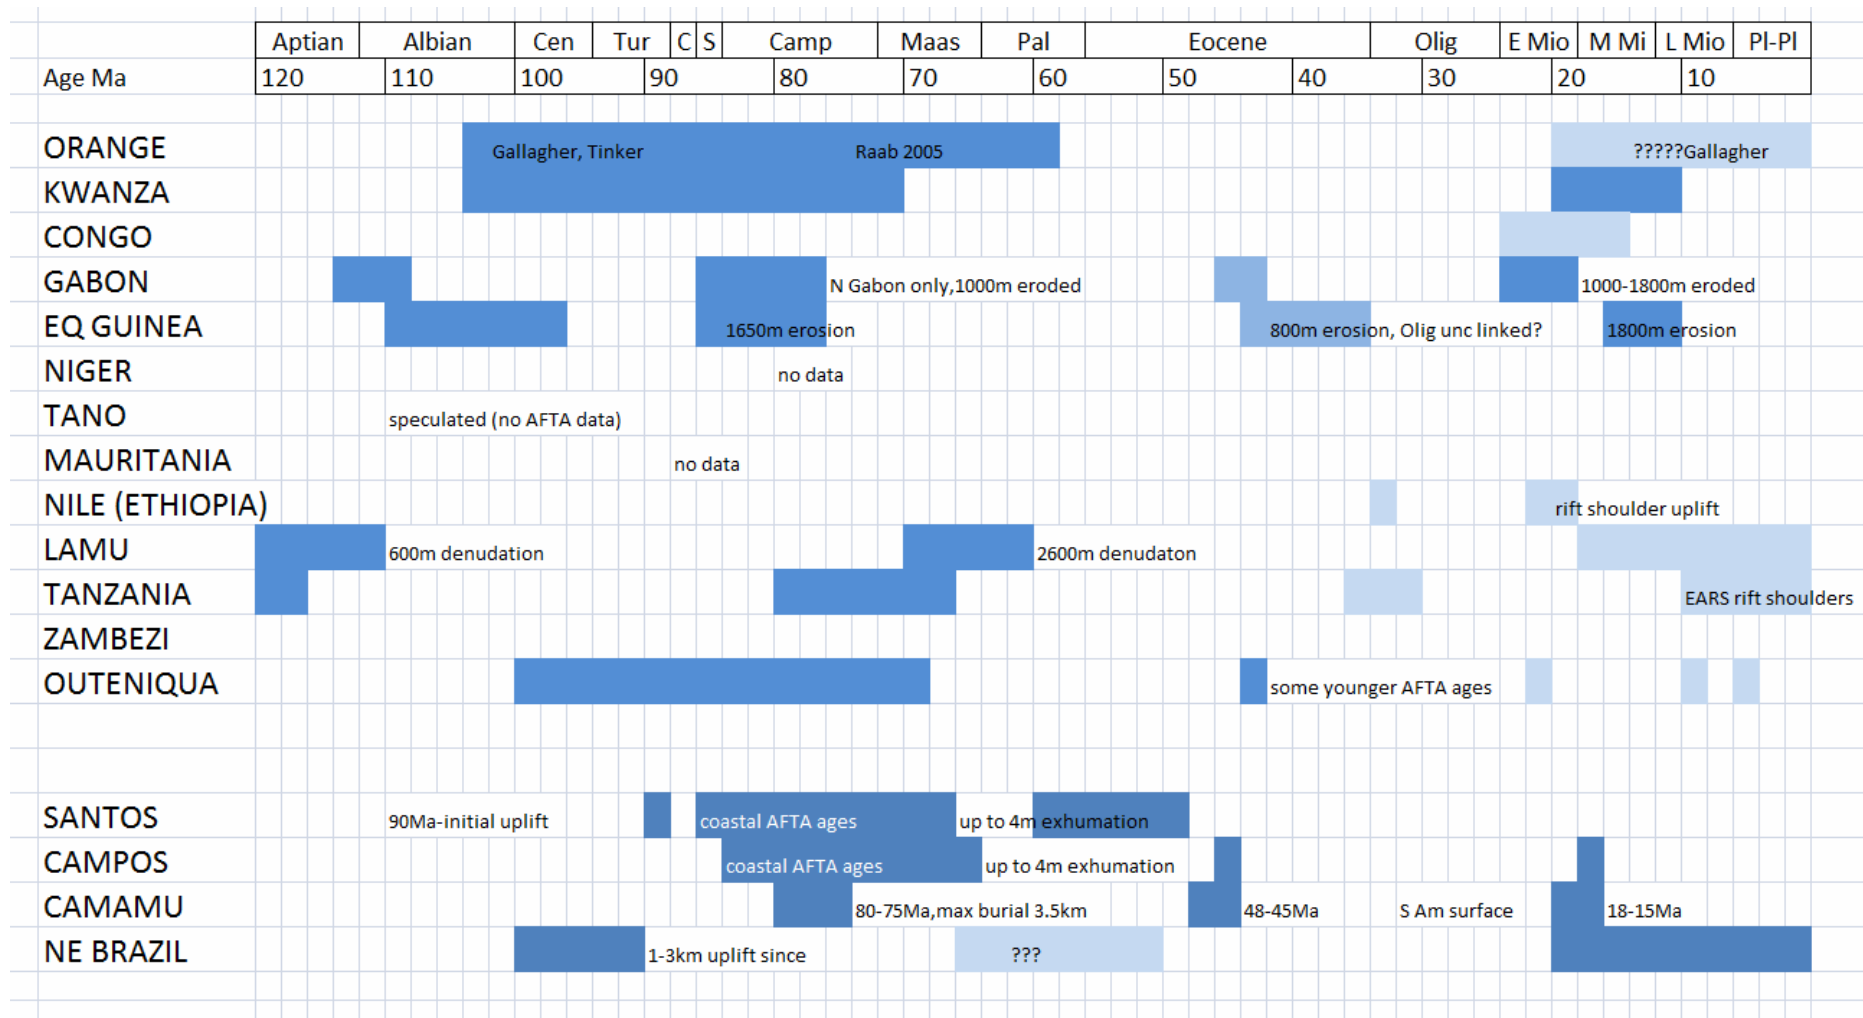 Aptian Albian Cen Tur C S Camp Maas Pal Eocene Olig E Mio M Mi L Mio Pl-Pl
Age Ma 120 110 100 90 80 70 60 50 40 30 20 10
ORANGE Gallagher, Tinker Raab 2005 ?????Gallagher
KWANZA
CONGO
GABON N Gabon only,1000m eroded 1000-1800m eroded
EQ GUINEA 1650m erosion 800m erosion, Olig unc linked? 1800m erosion
NIGER no data
TANO speculated (no AFTA data)
MAURITANIA no data
NILE (ETHIOPIA) rift shoulder uplift
LAMU 600m denudation 2600m denudaton
TANZANIA EARS rift shoulders
ZAMBEZI
OUTENIQUA some younger AFTA ages
SANTOS 90Ma-initial uplift coastal AFTA ages up to 4m exhumation
CAMPOS coastal AFTA ages up to 4m exhumation
CAMAMU 80-75Ma,max burial 3.5km 48-45Ma S Am surface 18-15Ma
NE BRAZIL 1-3km uplift since ???